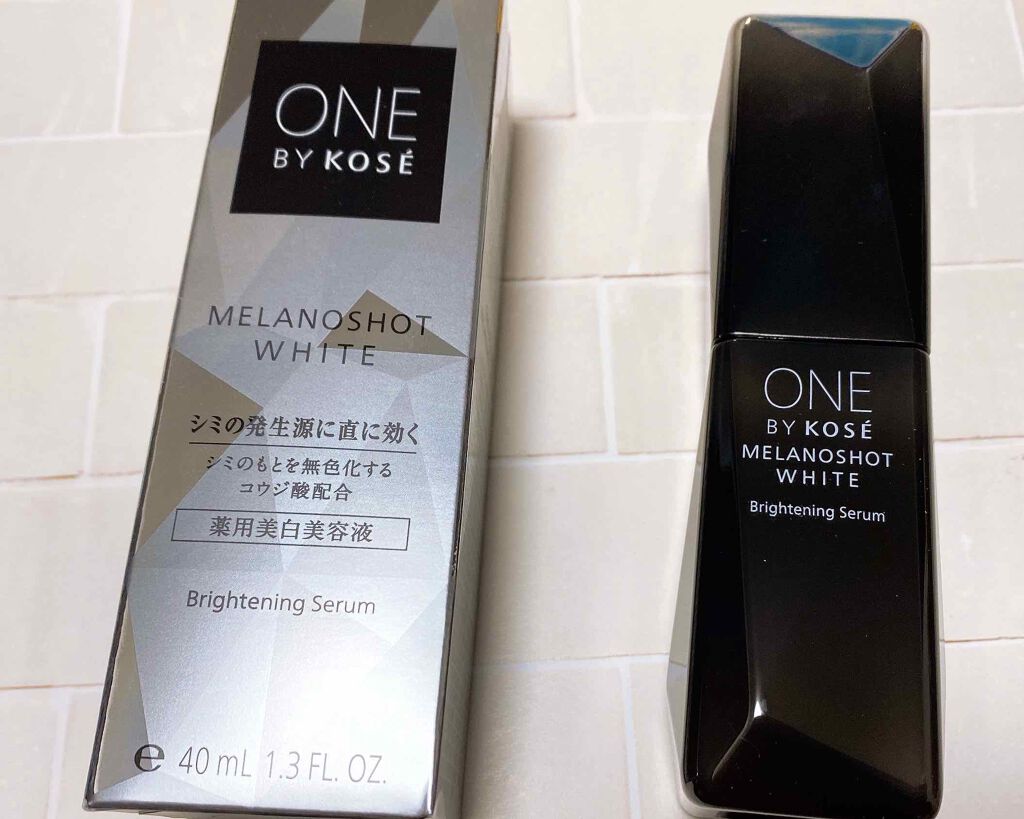 ONE
BY KOSÉ
MELANOSHOT
WHITE
シミの発生源に直に効く
シミのもとを無色化する
コウジ酸配合
薬用美白美容液
Brightening Serum
e 40 mL 1.3 FL. OZ.
ONE
BY KOSÉ
MELANOSHOT
WHITE
Brightening Serum